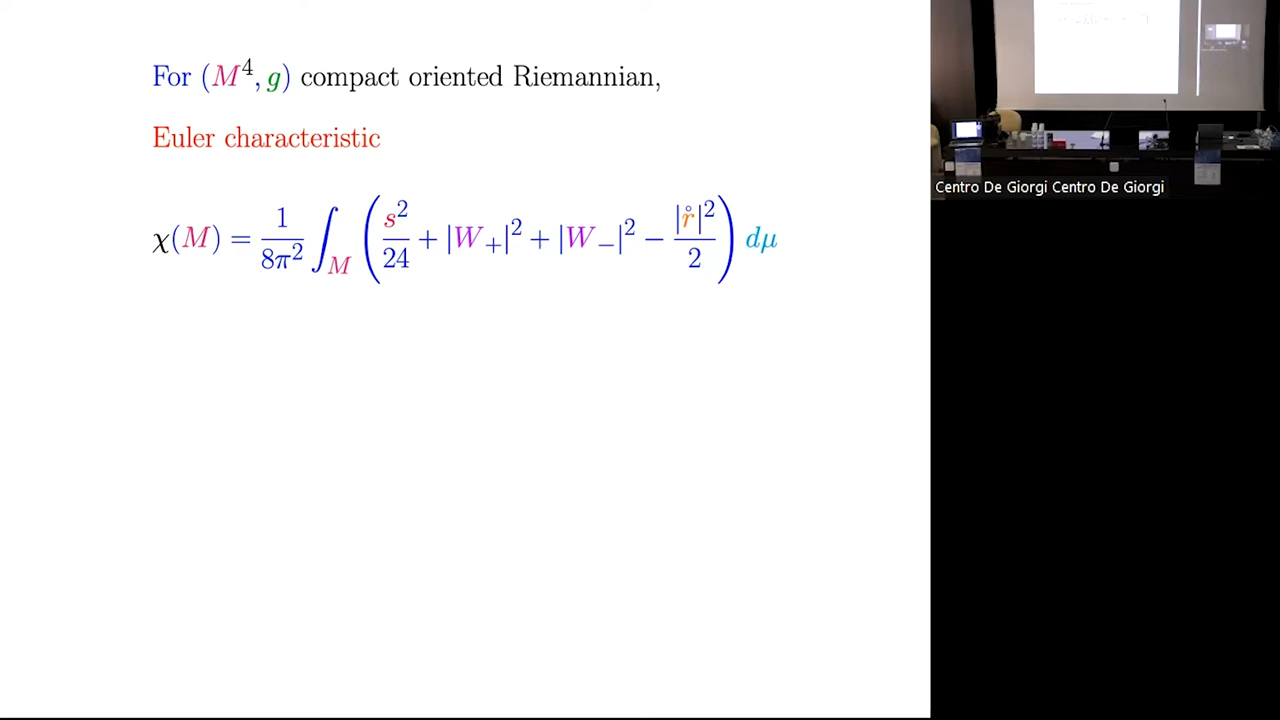 For (M⁴, g) compact oriented Riemannian,
Euler characteristic
χ(M) = 1/8π² ∫_M ( s²/24 + |W₊|² + |W₋|² − |r̊|²/2 ) dμ
Centro De Giorgi Centro De Giorgi